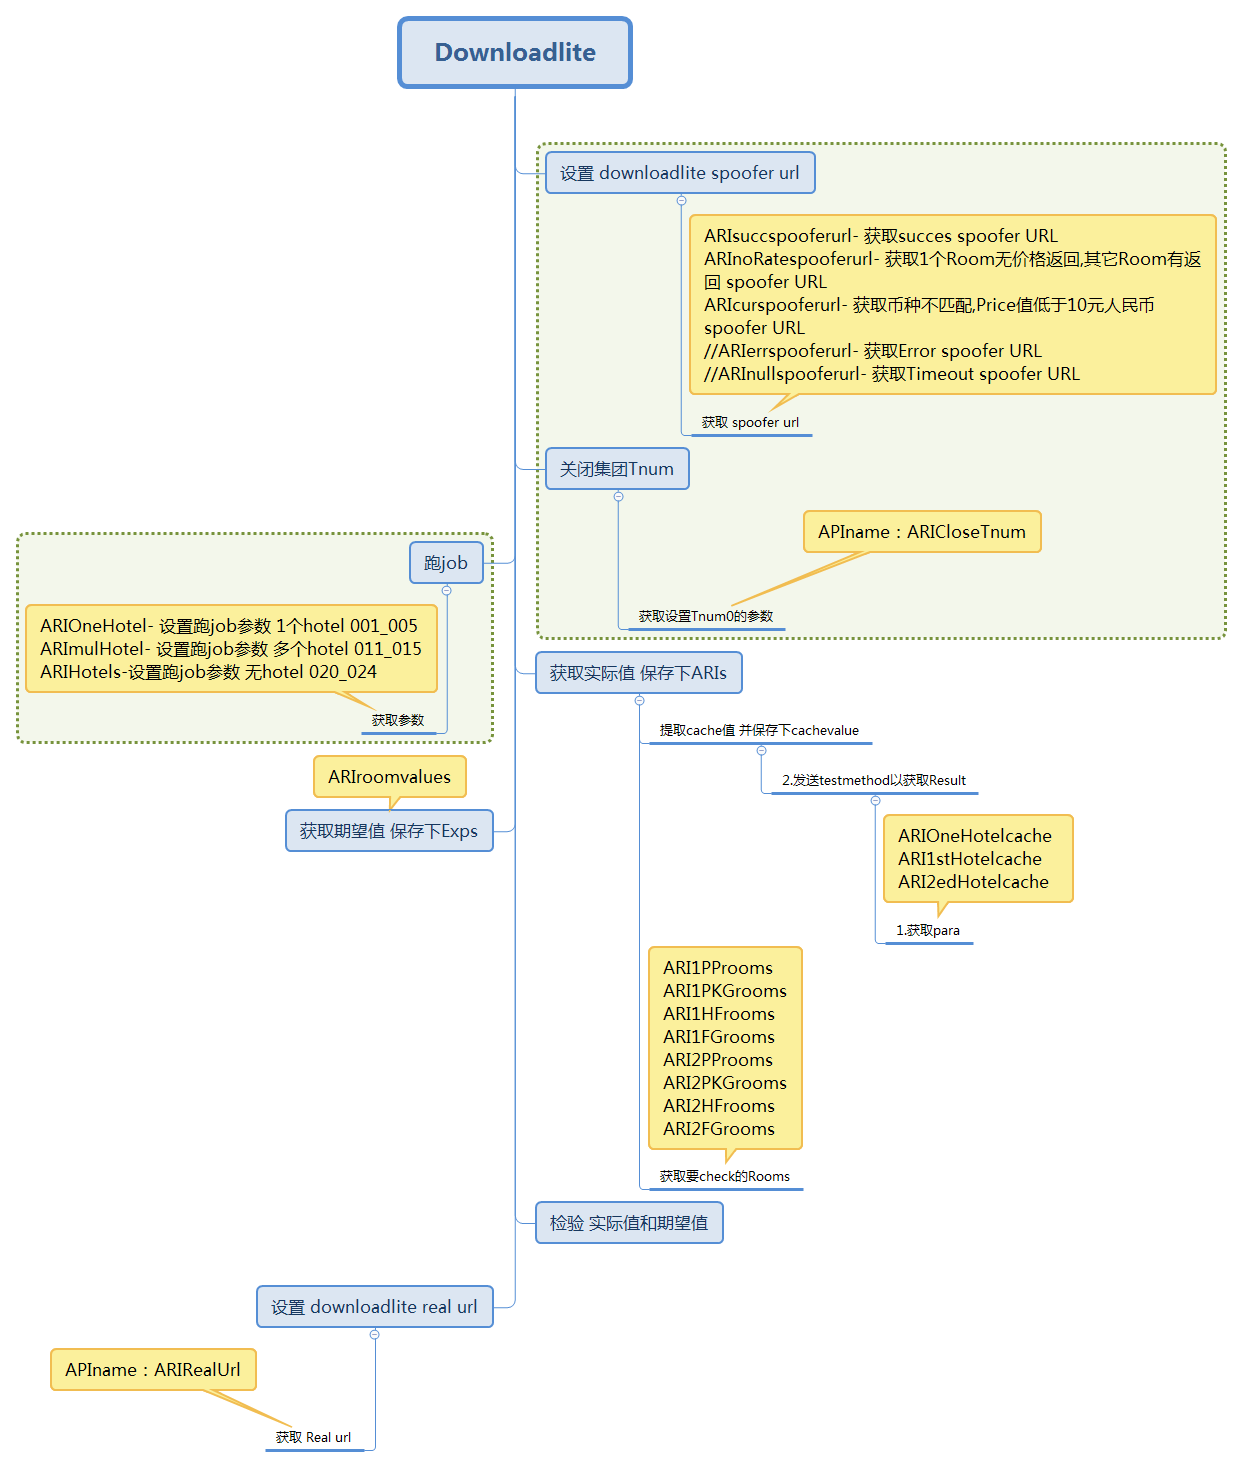 Downloadlite
设置 downloadlite spoofer url
ARIsuccspooferurl- 获取succes spoofer URL
ARInoRatespooferurl- 获取1个Room无价格返回,其它Room有返
回 spoofer URL
ARIcurspooferurl- 获取币种不匹配,Price值低于10元人民币
spoofer URL
//ARIerrspooferurl- 获取Error spoofer URL
//ARInullspooferurl- 获取Timeout spoofer URL
获取 spoofer url
关闭集团Tnum
APIname：ARICloseTnum
获取设置Tnum0的参数
跑job
ARIOneHotel- 设置跑job参数 1个hotel 001_005
ARImulHotel- 设置跑job参数 多个hotel 011_015
ARIHotels-设置跑job参数 无hotel 020_024
获取参数
获取实际值 保存下ARIs
提取cache值 并保存下cachevalue
2.发送testmethod以获取Result
ARIOneHotelcache
ARI1stHotelcache
ARI2edHotelcache
1.获取para
ARI1PProoms
ARI1PKGrooms
ARI1HFrooms
ARI1FGrooms
ARI2PProoms
ARI2PKGrooms
ARI2HFrooms
ARI2FGrooms
获取要check的Rooms
ARIroomvalues
获取期望值 保存下Exps
检验 实际值和期望值
设置 downloadlite real url
APIname：ARIRealUrl
获取 Real url